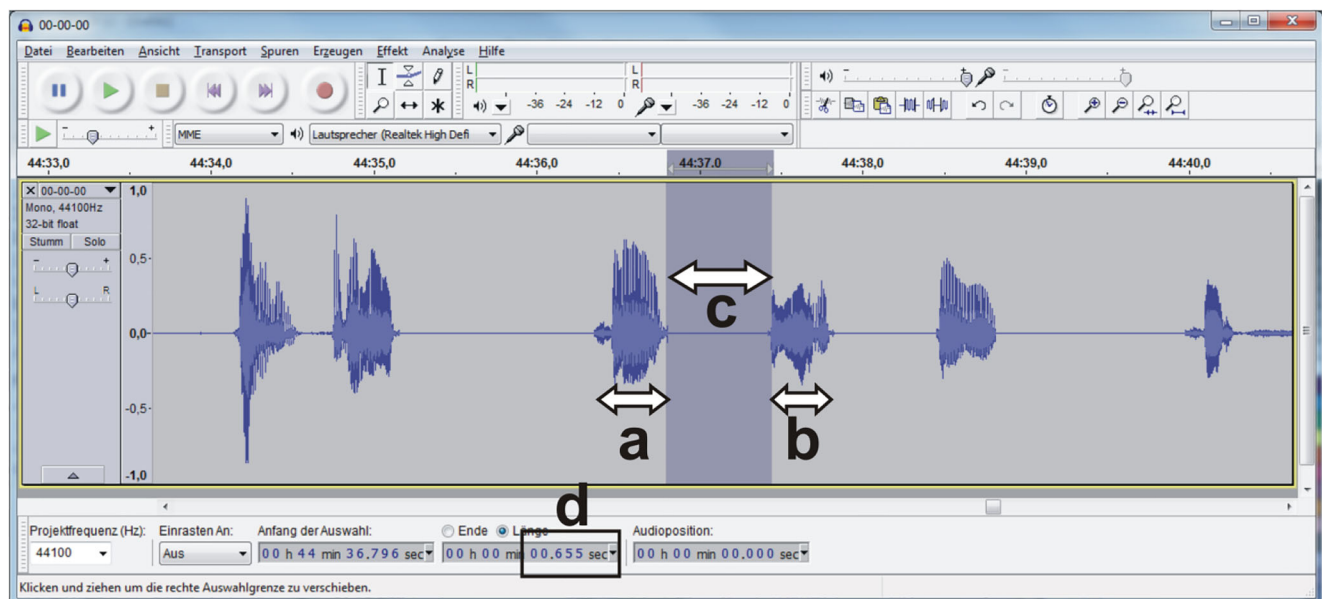 00-00-00
Datei Bearbeiten Ansicht Transport Spuren Erzeugen Effekt Analyse Hilfe
L
R
-36 -24 -12 0
L
R
-36 -24 -12 0
- +
MME
Lautsprecher (Realtek High Defi
44:33,0 44:34,0 44:35,0 44:36,0 44:37.0 44:38,0 44:39,0 44:40,0
00-00-00
Mono, 44100Hz
32-bit float
Stumm Solo
- +
L R
1,0
0,5-
0,0-
-0,5-
-1,0
c
a
b
d
Projektfrequenz (Hz): Einrasten An: Anfang der Auswahl: Ende Länge Audioposition:
44100 Aus 00 h 44 min 36.796 sec 00 h 00 min 00.655 sec 00 h 00 min 00.000 sec
Klicken und ziehen um die rechte Auswahlgrenze zu verschieben.